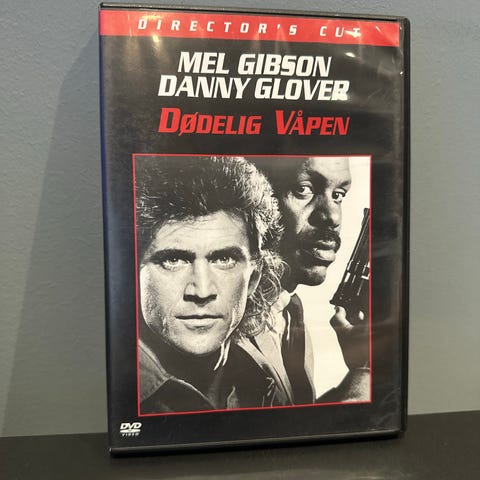 DIRECTOR'S CUT
MEL GIBSON
DANNY GLOVER
DØDELIG VÅPEN
DVD
VIDEO